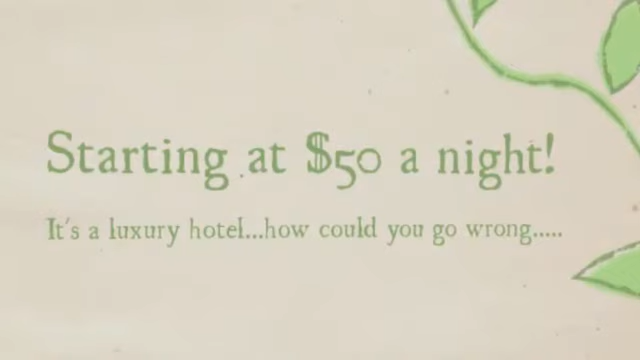 Starting at $50 a night!
It's a luxury hotel...how could you go wrong.....